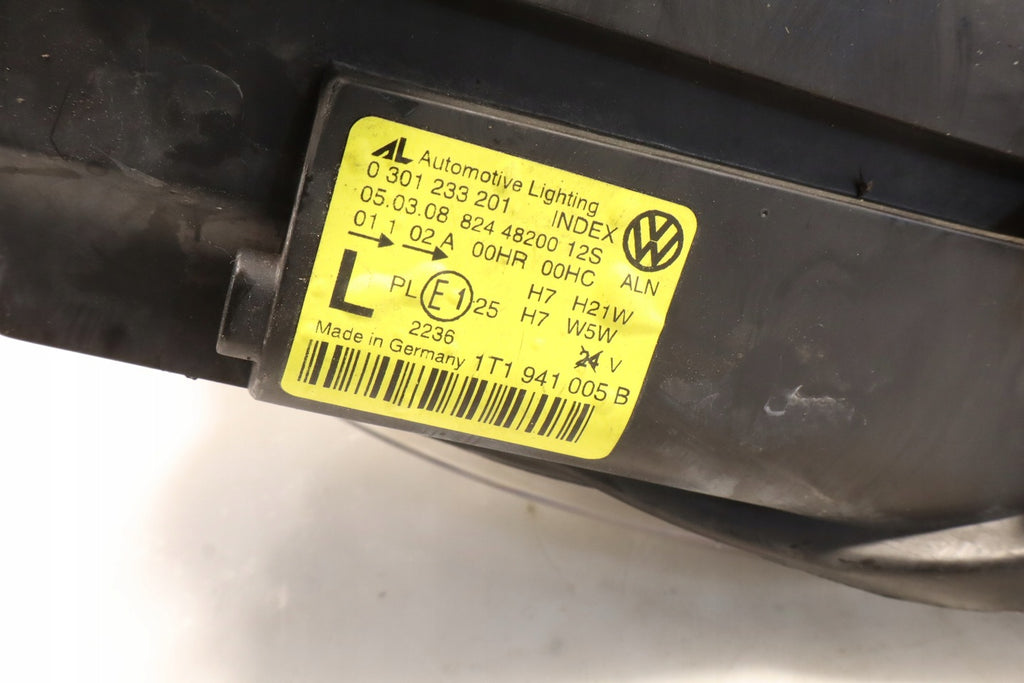 AL Automotive Lighting
0 301 233 201 INDEX
05.03.08 824 48200 12S
01 1 02 A 00HR 00HC ALN
L PL E1 25 H7 H21W
2236 H7 W5W
24 V
Made in Germany 1T1 941 005 B